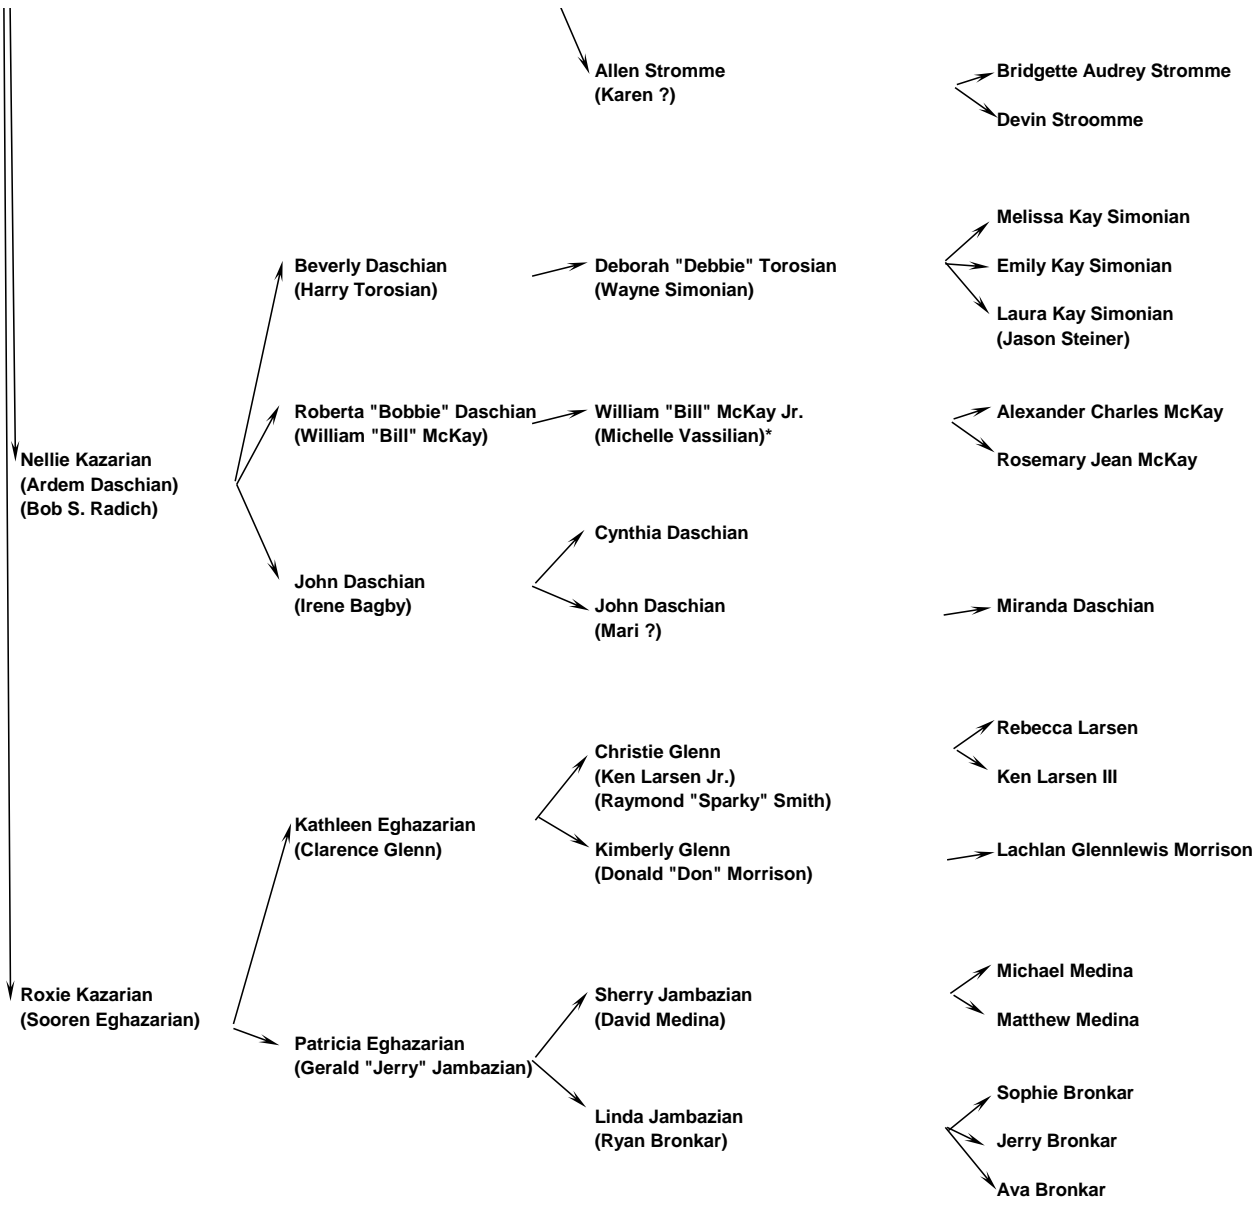 Allen Stromme
(Karen ?)
Bridgette Audrey Stromme
Devin Stroomme
Melissa Kay Simonian
Beverly Daschian
(Harry Torosian)
Deborah "Debbie" Torosian
(Wayne Simonian)
Emily Kay Simonian
Laura Kay Simonian
(Jason Steiner)
Roberta "Bobbie" Daschian
(William "Bill" McKay)
William "Bill" McKay Jr.
(Michelle Vassilian)*
Alexander Charles McKay
Rosemary Jean McKay
Nellie Kazarian
(Ardem Daschian)
(Bob S. Radich)
Cynthia Daschian
John Daschian
(Irene Bagby)
John Daschian
(Mari ?)
Miranda Daschian
Rebecca Larsen
Christie Glenn
(Ken Larsen Jr.)
(Raymond "Sparky" Smith)
Ken Larsen III
Kathleen Eghazarian
(Clarence Glenn)
Kimberly Glenn
(Donald "Don" Morrison)
Lachlan Glennlewis Morrison
Michael Medina
Roxie Kazarian
(Sooren Eghazarian)
Sherry Jambazian
(David Medina)
Matthew Medina
Patricia Eghazarian
(Gerald "Jerry" Jambazian)
Sophie Bronkar
Linda Jambazian
(Ryan Bronkar)
Jerry Bronkar
Ava Bronkar